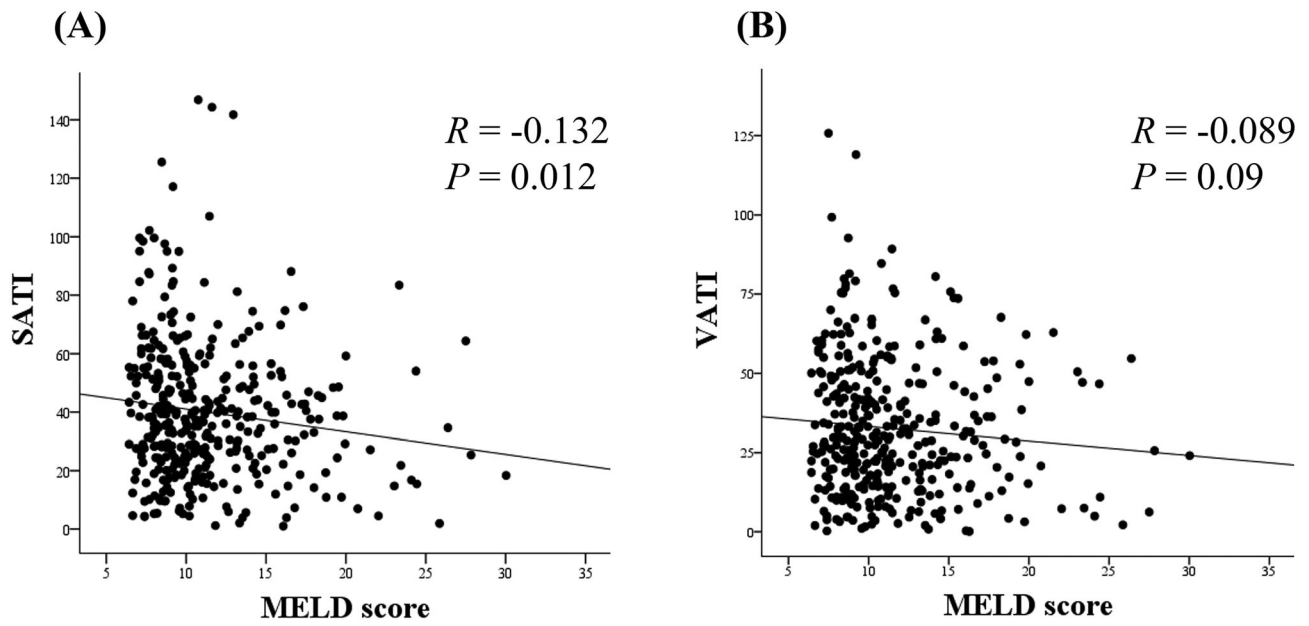 (A)
R = -0.132
P = 0.012
SATI
140
120
100
80
60
40
20
0
5 10 15 20 25 30 35
MELD score
(B)
R = -0.089
P = 0.09
VATI
125
100
75
50
25
0
5 10 15 20 25 30 35
MELD score